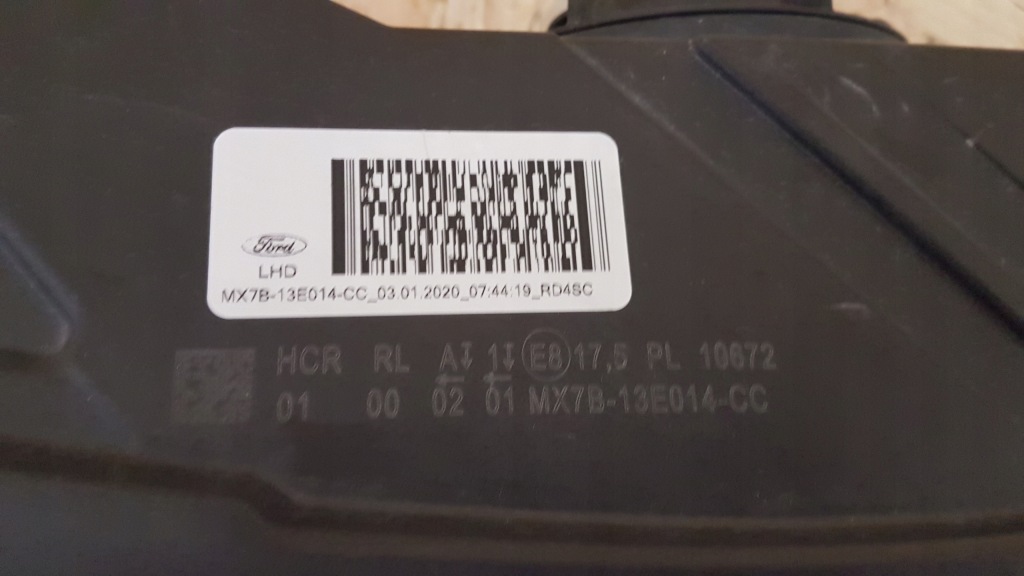 Ford
LHD
MX7B-13E014-CC_03.01.2020_07:44:19_RD4SC
HCR RL A 1 E8 17,5 PL 10672
01 00 02 01 MX7B-13E014-CC